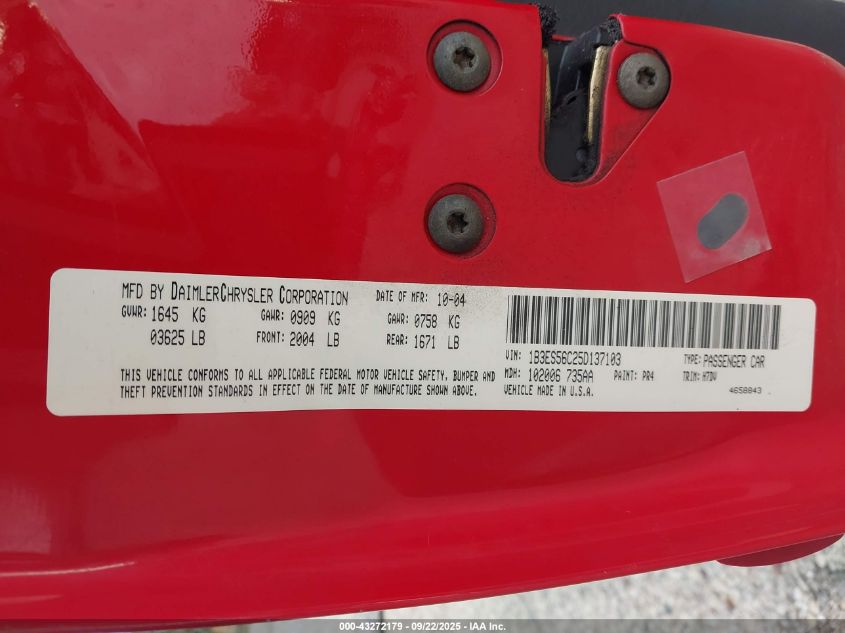 MFD BY DAIMLERCHRYSLER CORPORATION DATE OF MFR: 10-04
GVWR: 1645 KG GAWR: 0909 KG GAWR: 0758 KG
03625 LB FRONT: 2004 LB REAR: 1671 LB
THIS VEHICLE CONFORMS TO ALL APPLICABLE FEDERAL MOTOR VEHICLE SAFETY, BUMPER AND
THEFT PREVENTION STANDARDS IN EFFECT ON THE DATE OF MANUFACTURE SHOWN ABOVE.
VIN: 1B3ES56C25D137103 TYPE: PASSENGER CAR
MDH: 102006 735AA PAINT: PR4 TRIM: H7DV
VEHICLE MADE IN U.S.A. 4658843
000-43272179 - 09/22/2025 - IAA Inc.